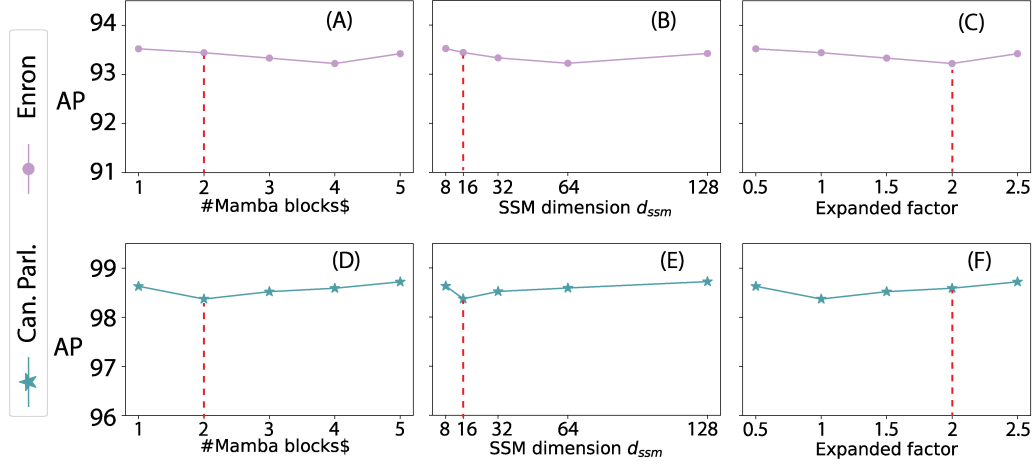 Enron
Can. Parl.
(A)
94
93
AP
92
91
1 2 3 4 5
#Mamba blocks$
(B)
8 16 32 64 128
SSM dimension d_ssm
(C)
0.5 1 1.5 2 2.5
Expanded factor
(D)
99
98
AP
97
96
1 2 3 4 5
#Mamba blocks$
(E)
8 16 32 64 128
SSM dimension d_ssm
(F)
0.5 1 1.5 2 2.5
Expanded factor